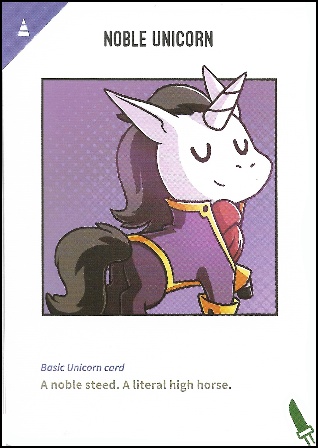 NOBLE UNICORN
Basic Unicorn card
A noble steed. A literal high horse.